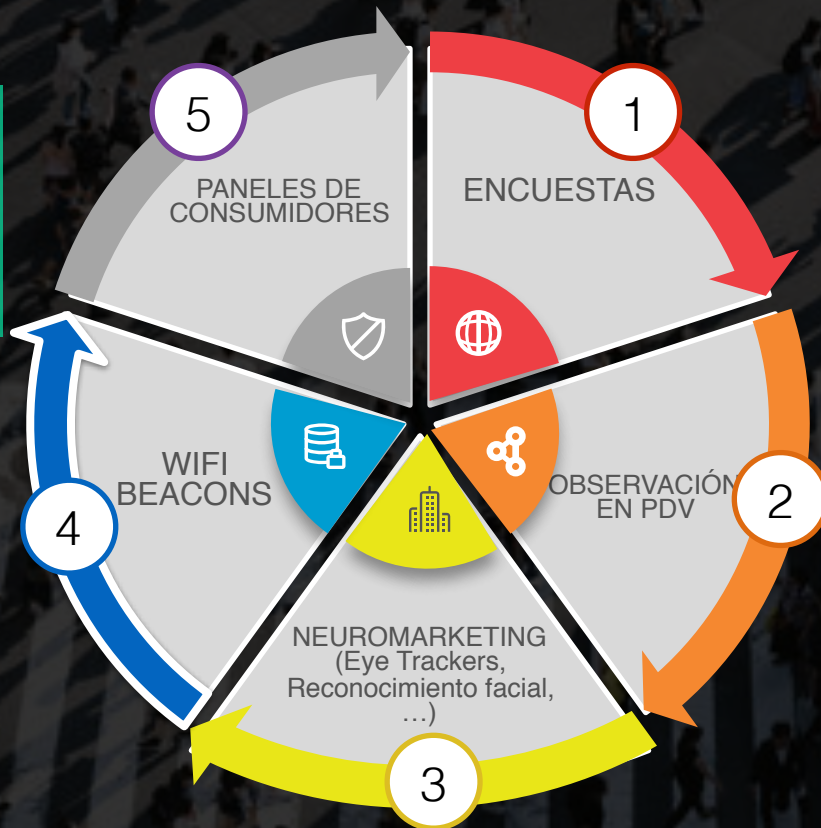 1
ENCUESTAS
2
OBSERVACIÓN
EN PDV
3
NEUROMARKETING
(Eye Trackers,
Reconocimiento facial,
...)
4
WIFI
BEACONS
5
PANELES DE
CONSUMIDORES